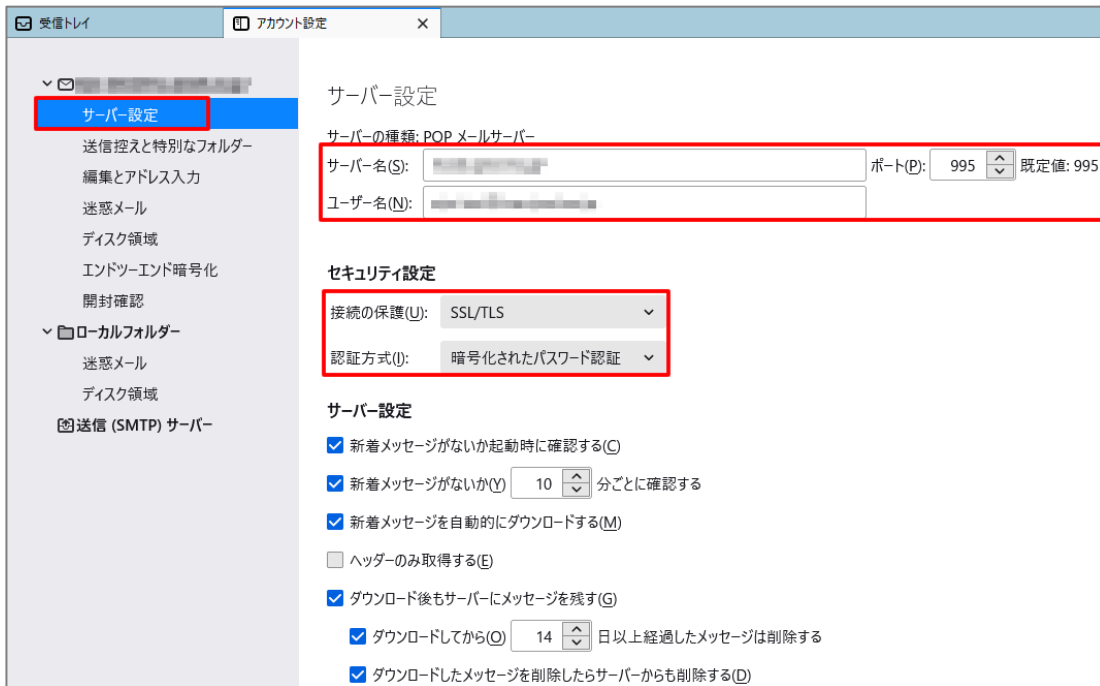 受信トレイ
アカウント設定
サーバー設定
送信控えと特別なフォルダー
編集とアドレス入力
迷惑メール
ディスク領域
エンドツーエンド暗号化
開封確認
ローカルフォルダー
迷惑メール
ディスク領域
送信 (SMTP) サーバー
サーバー設定
サーバーの種類: POP メールサーバー
サーバー名(S): ポート(P): 995 既定値: 995
ユーザー名(N):
セキュリティ設定
接続の保護(U): SSL/TLS
認証方式(I): 暗号化されたパスワード認証
サーバー設定
新着メッセージがないか起動時に確認する(C)
新着メッセージがないか(Y) 10 分ごとに確認する
新着メッセージを自動的にダウンロードする(M)
ヘッダーのみ取得する(E)
ダウンロード後もサーバーにメッセージを残す(G)
ダウンロードしてから(O) 14 日以上経過したメッセージは削除する
ダウンロードしたメッセージを削除したらサーバーからも削除する(D)